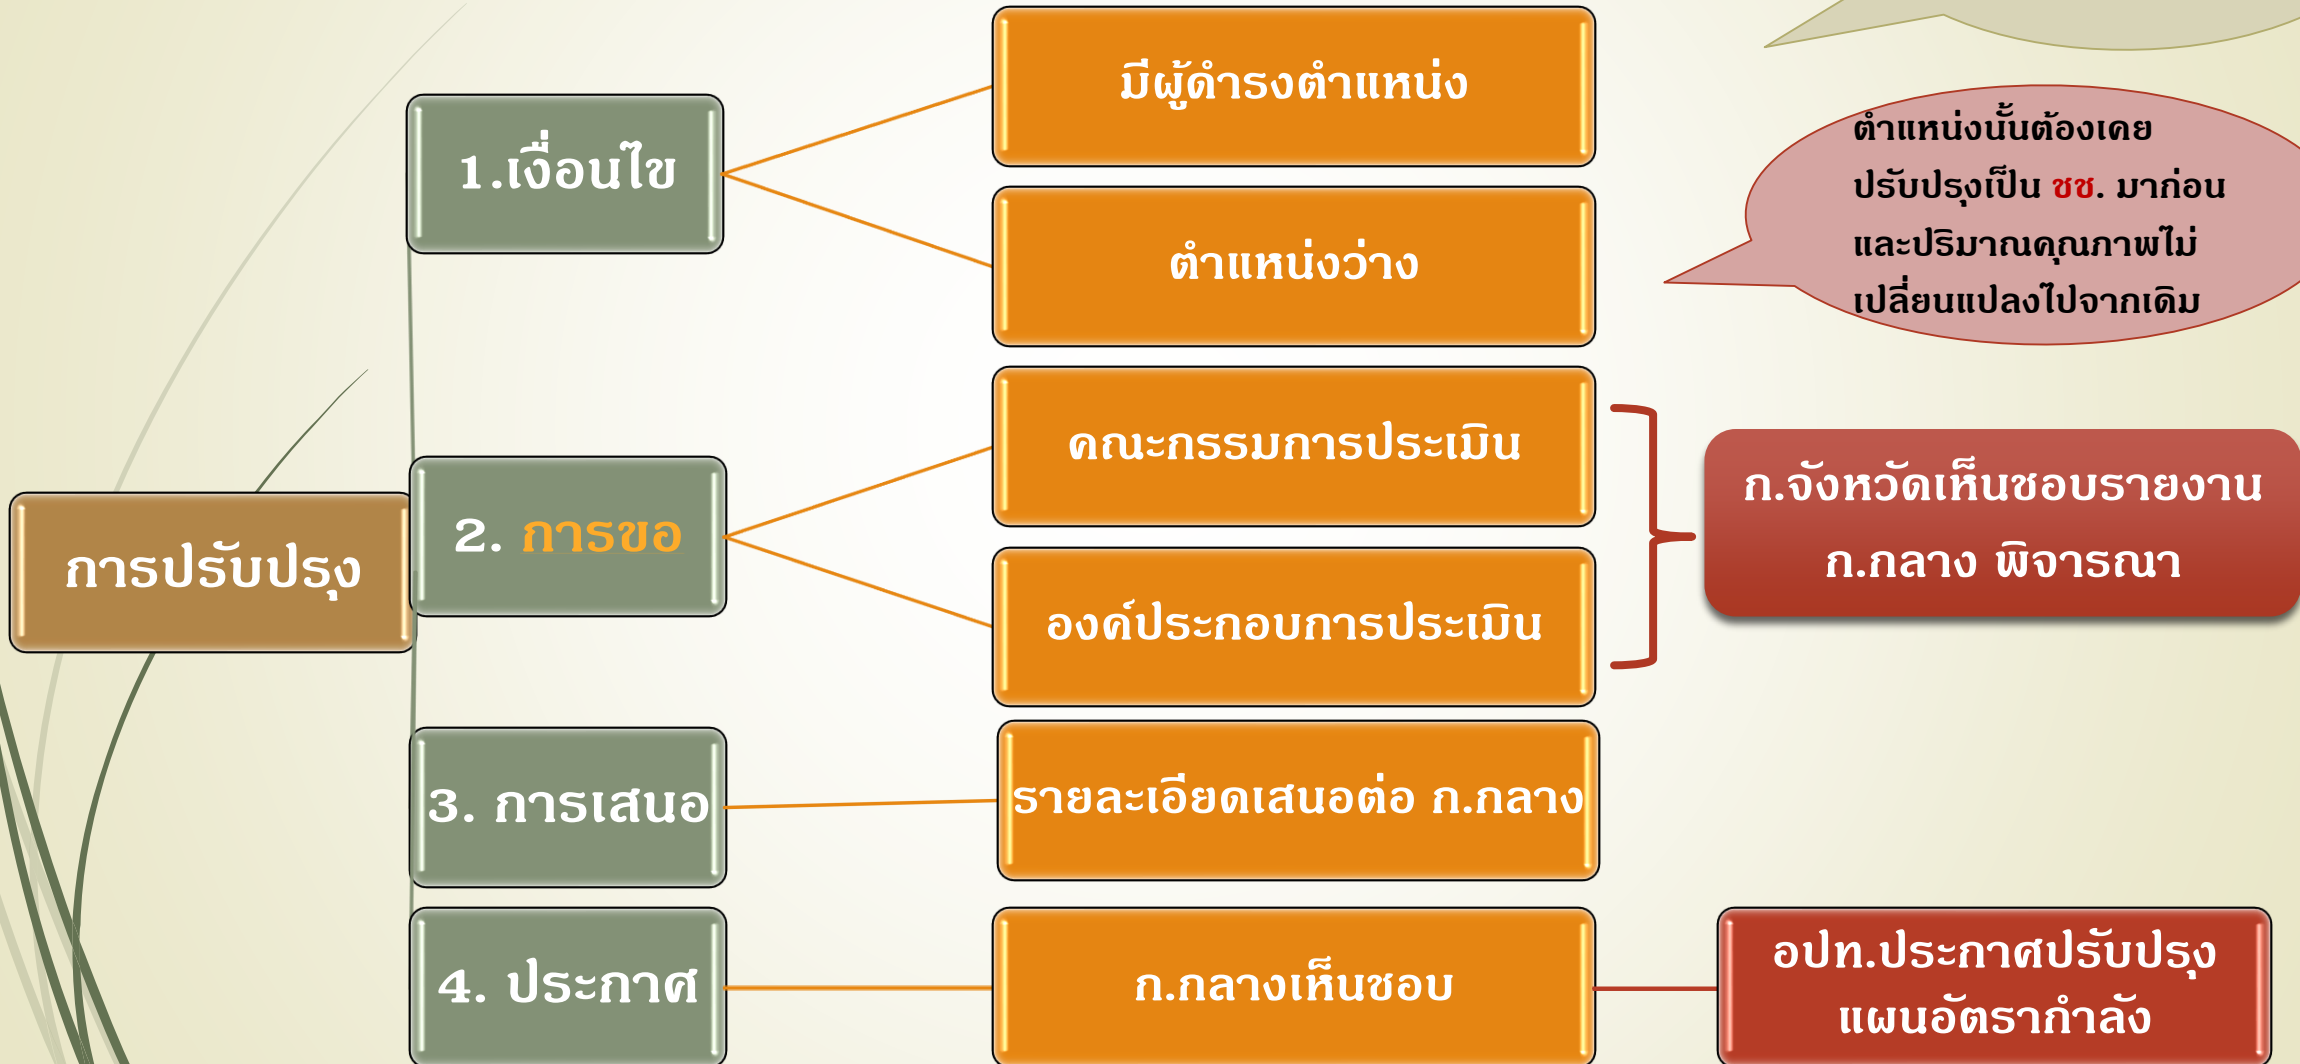 การปรับปรุง
1.เงื่อนไข
มีผู้ดำรงตำแหน่ง
ตำแหน่งว่าง
ตำแหน่งนั้นต้องเคย
ปรับปรุงเป็น ชช. มาก่อน
และปริมาณคุณภาพไม่
เปลี่ยนแปลงไปจากเดิม
2. การขอ
คณะกรรมการประเมิน
องค์ประกอบการประเมิน
ก.จังหวัดเห็นชอบรายงาน
ก.กลาง พิจารณา
3. การเสนอ
รายละเอียดเสนอต่อ ก.กลาง
4. ประกาศ
ก.กลางเห็นชอบ
อปท.ประกาศปรับปรุง
แผนอัตรากำลัง